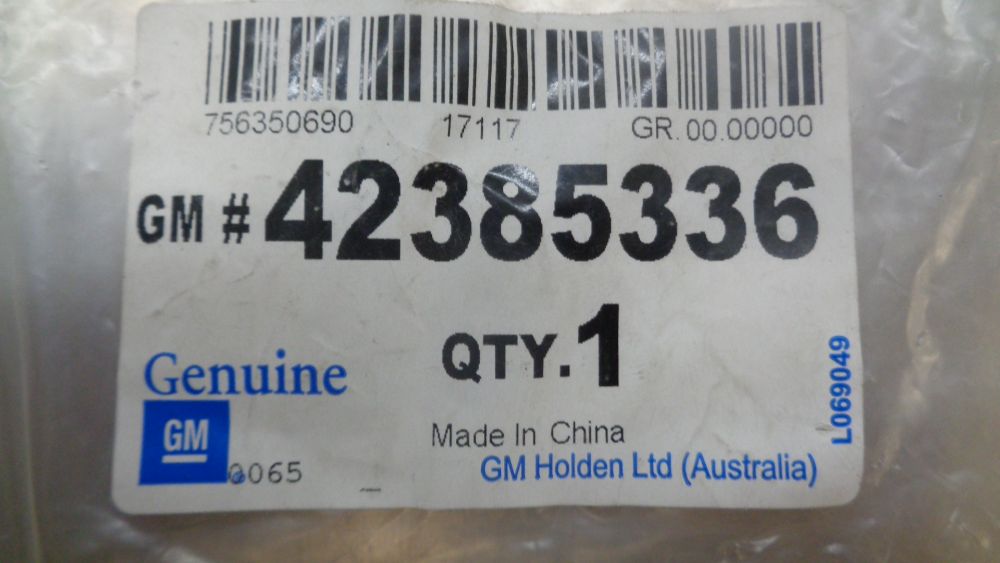 756350690 17117 GR. 00.00000
GM # 42385336
QTY. 1
Genuine
GM
0065
Made In China
GM Holden Ltd (Australia)
L069049